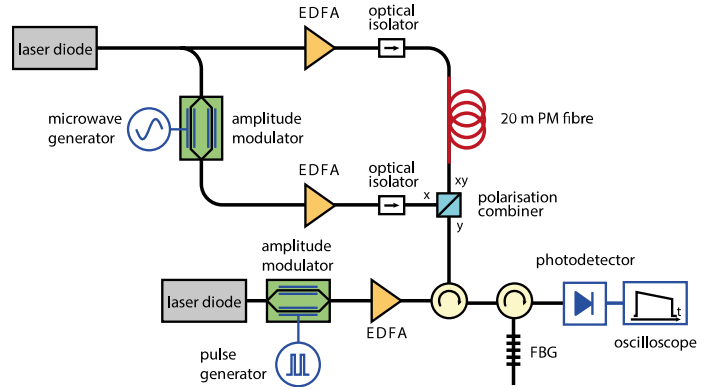 EDFA
optical
isolator
laser diode
microwave
generator
amplitude
modulator
20 m PM fibre
EDFA
optical
isolator
x
xy
y
polarisation
combiner
amplitude
modulator
laser diode
EDFA
photodetector
t
oscilloscope
FBG
pulse
generator